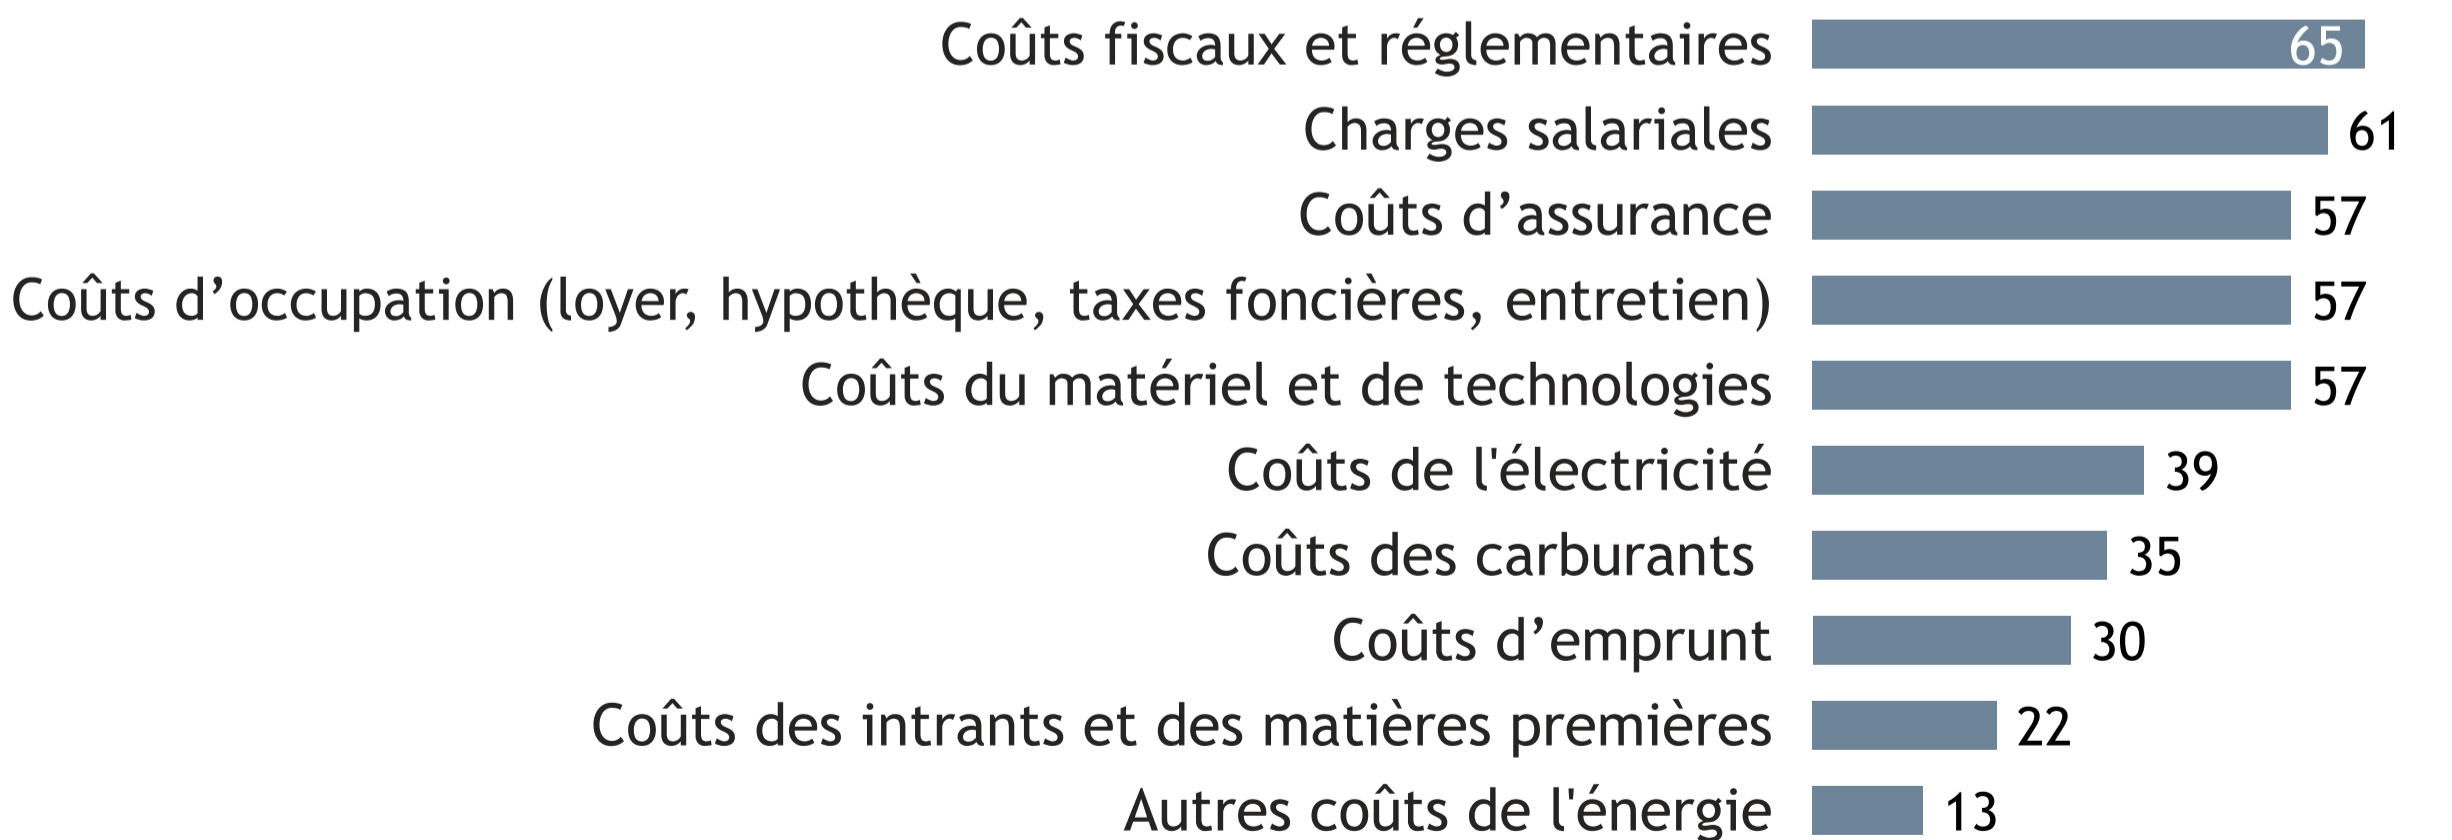 Coûts fiscaux et réglementaires 65
Charges salariales 61
Coûts d’assurance 57
Coûts d’occupation (loyer, hypothèque, taxes foncières, entretien) 57
Coûts du matériel et de technologies 57
Coûts de l'électricité 39
Coûts des carburants 35
Coûts d’emprunt 30
Coûts des intrants et des matières premières 22
Autres coûts de l'énergie 13